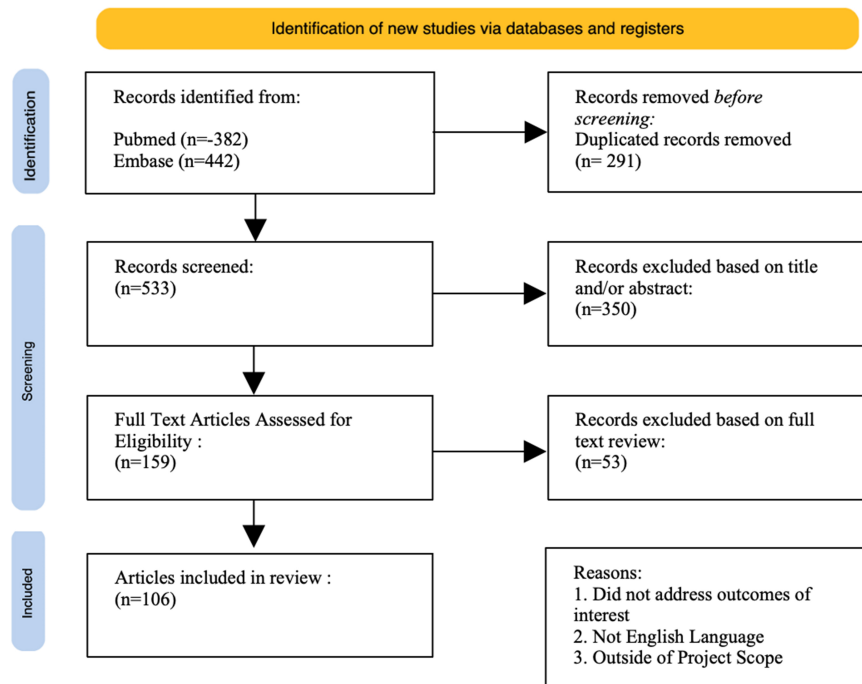 Identification of new studies via databases and registers
Identification
Records identified from:
Pubmed (n=-382)
Embase (n=442)
Records removed before
screening:
Duplicated records removed
(n= 291)
Screening
Records screened:
(n=533)
Records excluded based on title
and/or abstract:
(n=350)
Full Text Articles Assessed for
Eligibility :
(n=159)
Records excluded based on full
text review:
(n=53)
Included
Articles included in review :
(n=106)
Reasons:
1. Did not address outcomes of
interest
2. Not English Language
3. Outside of Project Scope